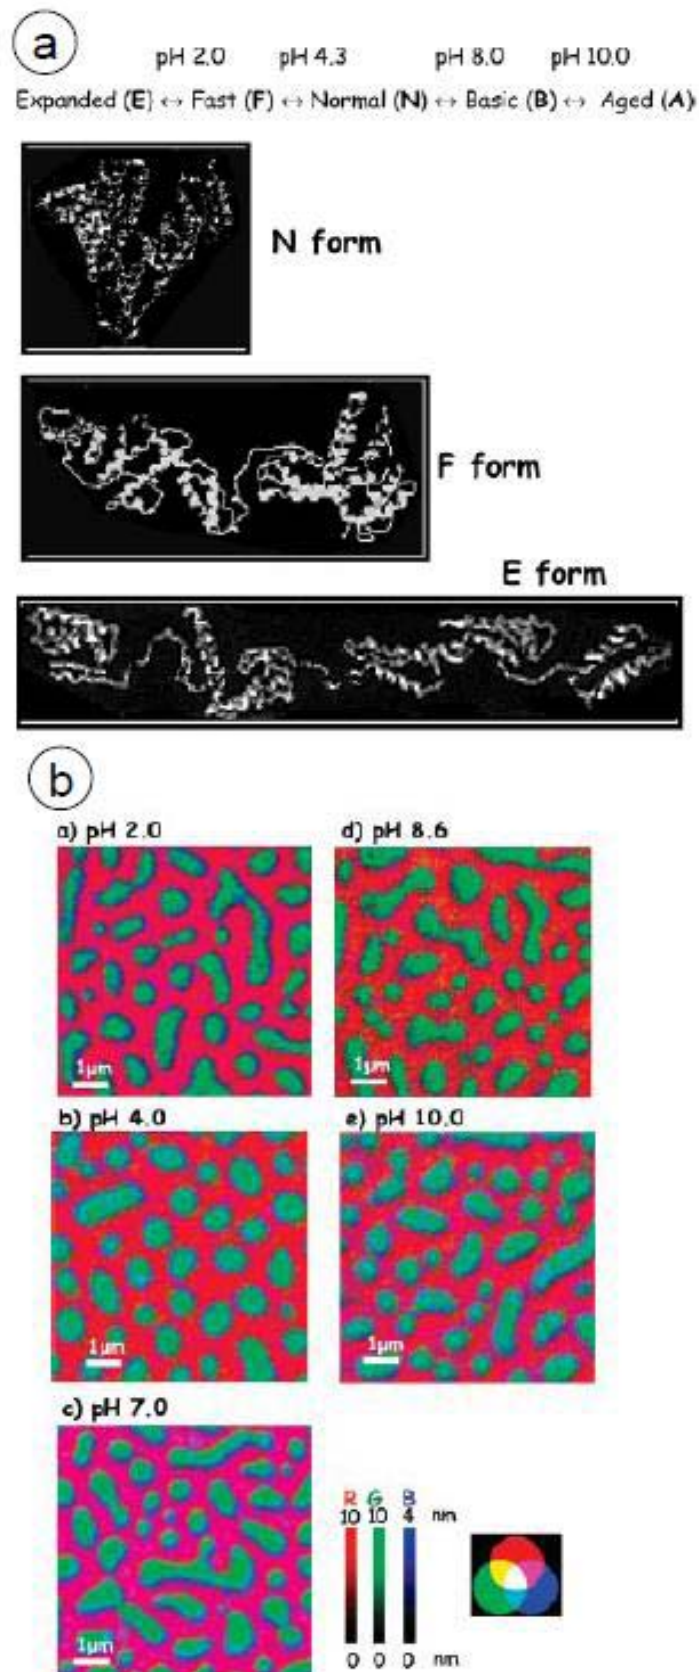 a
pH 2.0 pH 4.3 pH 8.0 pH 10.0
Expanded (E) ↔ Fast (F) ↔ Normal (N) ↔ Basic (B) ↔ Aged (A)
N form
F form
E form
b
a) pH 2.0 d) pH 8.6
1μm 1μm
b) pH 4.0 e) pH 10.0
1μm 1μm
c) pH 7.0
1μm
R G B
10 10 4 nm
0 0 0 nm